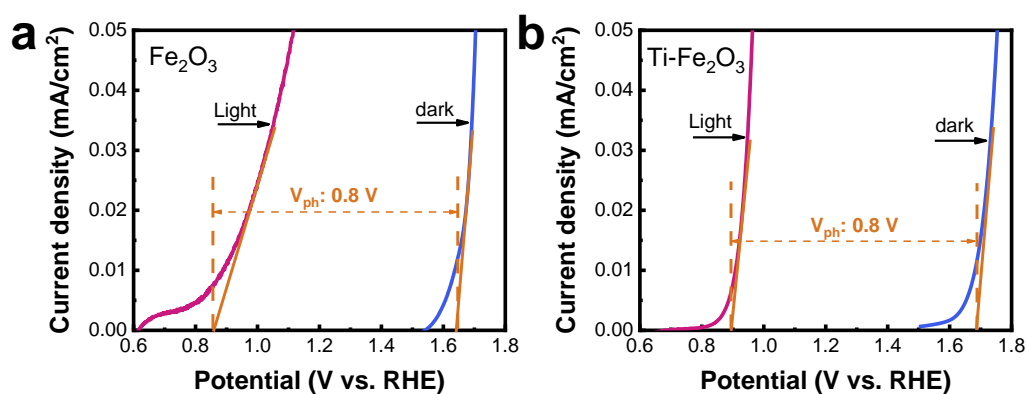 a
Fe₂O₃
Light
dark
V_ph: 0.8 V
Current density (mA/cm²)
0.05
0.04
0.03
0.02
0.01
0.00
0.6 0.8 1.0 1.2 1.4 1.6 1.8
Potential (V vs. RHE)
b
Ti-Fe₂O₃
Light
dark
V_ph: 0.8 V
Current density (mA/cm²)
0.05
0.04
0.03
0.02
0.01
0.00
0.6 0.8 1.0 1.2 1.4 1.6 1.8
Potential (V vs. RHE)